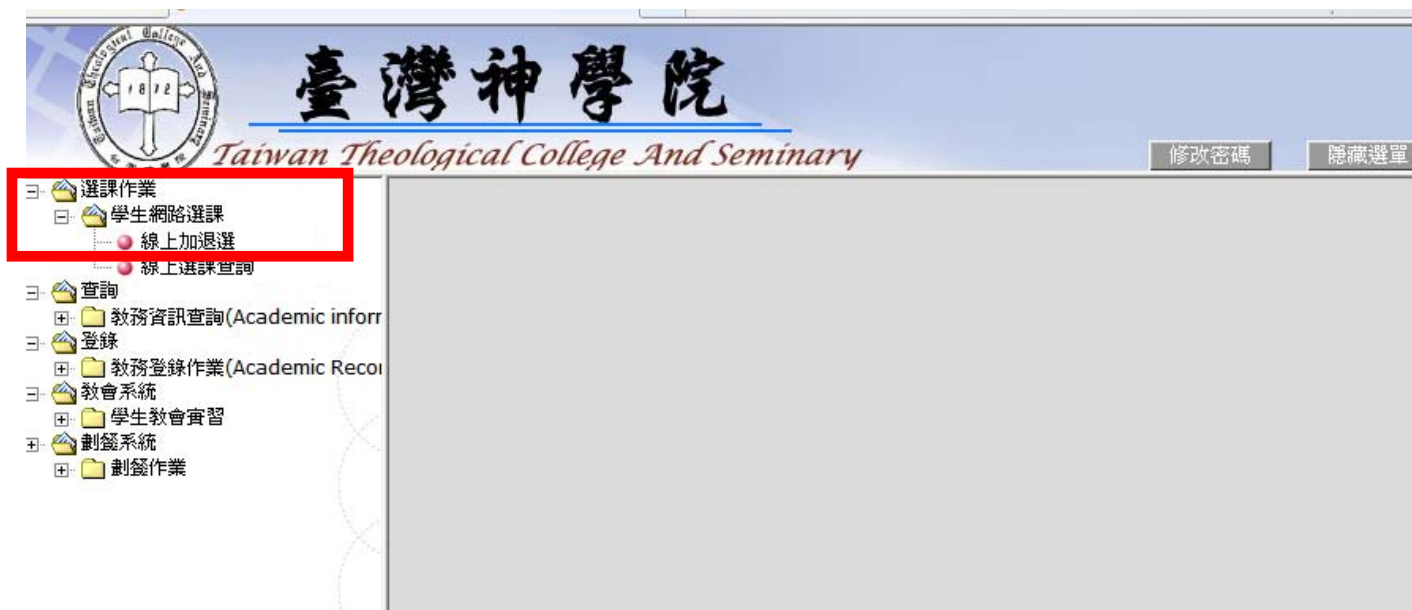 臺灣神學院
Taiwan Theological College And Seminary
1872
修改密碼 隱藏選單
選課作業
學生網路選課
線上加退選
線上選課查詢
查詢
教務資訊查詢(Academic inforr
登錄
教務登錄作業(Academic Recor
教會系統
學生教會實習
劃餐系統
劃餐作業